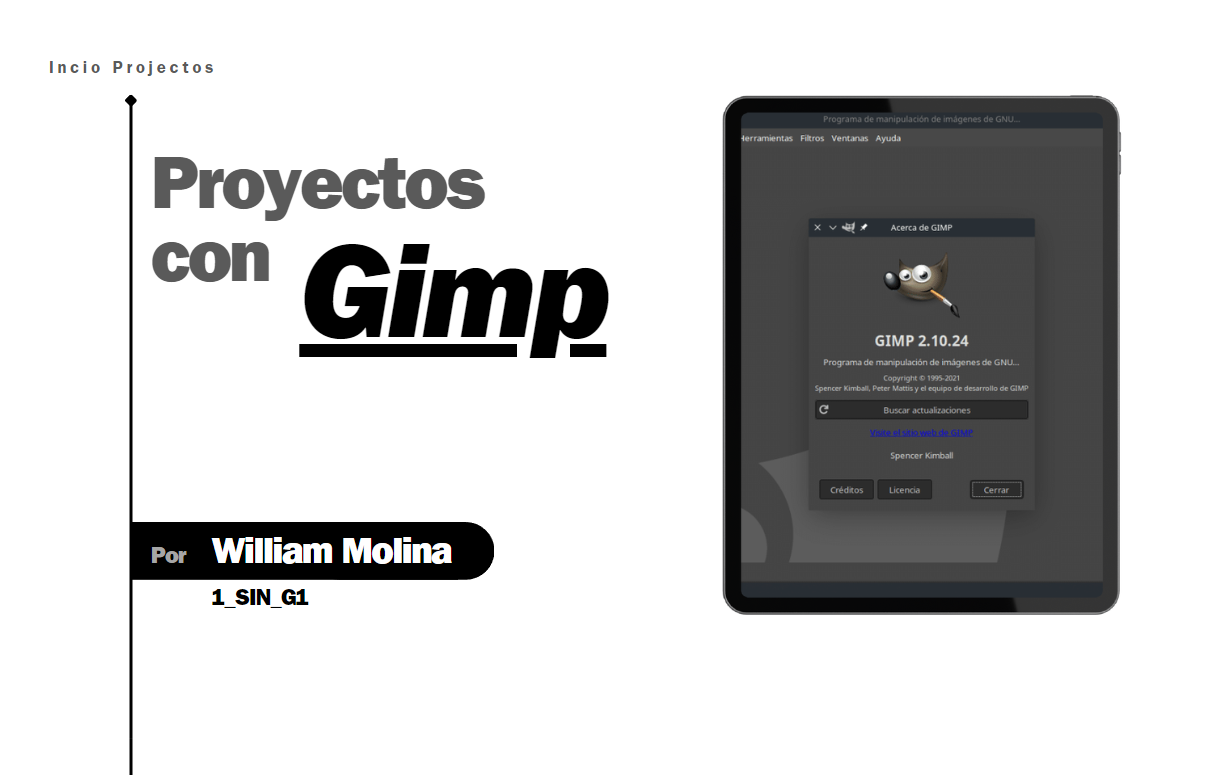 Incio Projectos
Proyectos
con Gimp
Por William Molina
1_SIN_G1
Programa de manipulación de imágenes de GNU...
Herramientas Filtros Ventanas Ayuda
Acerca de GIMP
GIMP 2.10.24
Programa de manipulación de imágenes de GNU...
Copyright © 1995-2021
Spencer Kimball, Peter Mattis y el equipo de desarrollo de GIMP
Buscar actualizaciones
Visite el sitio web de GIMP
Spencer Kimball
Créditos Licencia Cerrar